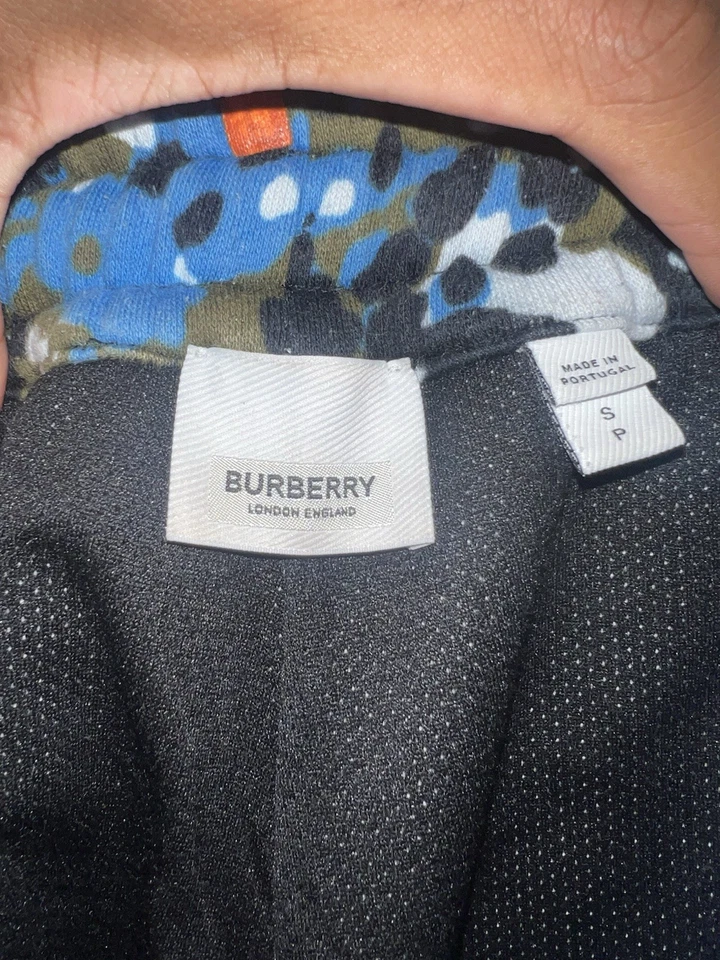 BURBERRY
LONDON ENGLAND
MADE IN
PORTUGAL
S
P